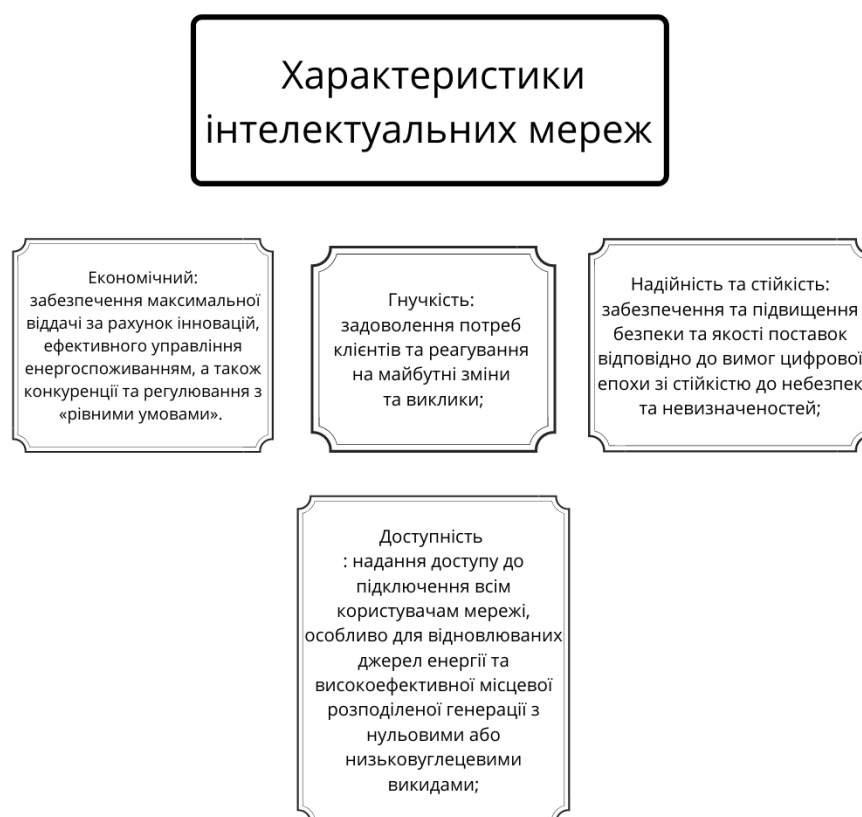 Характеристики
інтелектуальних мереж
Економічний:
забезпечення максимальної
віддачі за рахунок інновацій,
ефективного управління
енергоспоживанням, а також
конкуренції та регулювання з
«рівними умовами».
Гнучкість:
задоволення потреб
клієнтів та реагування
на майбутні зміни
та виклики;
Надійність та стійкість:
забезпечення та підвищення
безпеки та якості поставок
відповідно до вимог цифрової
епохи зі стійкістю до небезпек
та невизначеностей;
Доступність
: надання доступу до
підключення всім
користувачам мережі,
особливо для відновлюваних
джерел енергії та
високоефективної місцевої
розподіленої генерації з
нульовими або
низьковуглецевими
викидами;